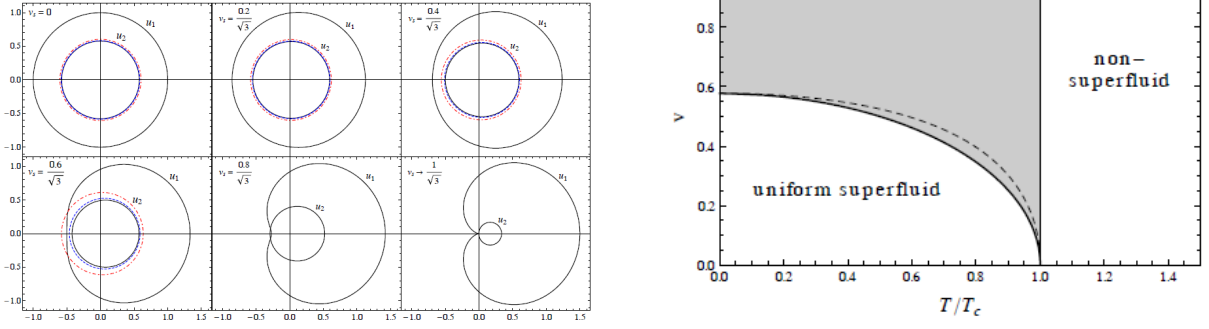 v_s = 0
u_1
u_2
v_s = 0.2/√3
u_1
u_2
v_s = 0.4/√3
u_1
u_2
1.0
0.5
0.0
-0.5
-1.0
v_s = 0.6/√3
u_1
u_2
v_s = 0.8/√3
u_1
u_2
v_s → 1/√3
u_1
u_2
1.0
0.5
0.0
-0.5
-1.0
-1.0 -0.5 0.0 0.5 1.0 1.5
-1.0 -0.5 0.0 0.5 1.0 1.5
-1.0 -0.5 0.0 0.5 1.0 1.5
0.8
0.6
0.4
0.2
0.0
v
non-
superfluid
uniform superfluid
0.0 0.2 0.4 0.6 0.8 1.0 1.2 1.4
T/T_c